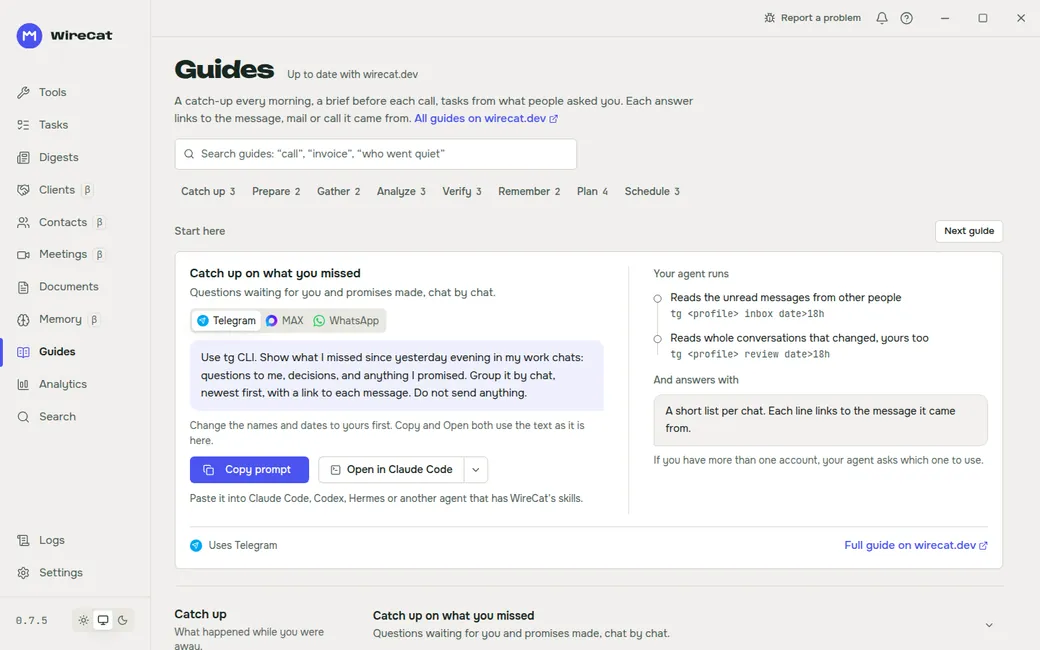 WireCat
Report a problem
Tools
Tasks
Digests
Clients β
Contacts β
Meetings β
Documents
Memory β
Guides
Analytics
Search
Logs
Settings
0.7.5
Guides
Up to date with wirecat.dev
A catch-up every morning, a brief before each call, tasks from what people asked you. Each answer
links to the message, mail or call it came from. All guides on wirecat.dev
Search guides: “call”, “invoice”, “who went quiet”
Catch up 3 Prepare 2 Gather 2 Analyze 3 Verify 3 Remember 2 Plan 4 Schedule 3
Start here
Next guide
Catch up on what you missed
Questions waiting for you and promises made, chat by chat.
Telegram MAX WhatsApp
Use tg CLI. Show what I missed since yesterday evening in my work chats:
questions to me, decisions, and anything I promised. Group it by chat,
newest first, with a link to each message. Do not send anything.
Change the names and dates to yours first. Copy and Open both use the text as it is
here.
Copy prompt
Open in Claude Code
Paste it into Claude Code, Codex, Hermes or another agent that has WireCat's skills.
Your agent runs
Reads the unread messages from other people
tg <profile> inbox date>18h
Reads whole conversations that changed, yours too
tg <profile> review date>18h
And answers with
A short list per chat. Each line links to the message it came
from.
If you have more than one account, your agent asks which one to use.
Uses Telegram
Full guide on wirecat.dev
Catch up
What happened while you were
away.
Catch up on what you missed
Questions waiting for you and promises made, chat by chat.